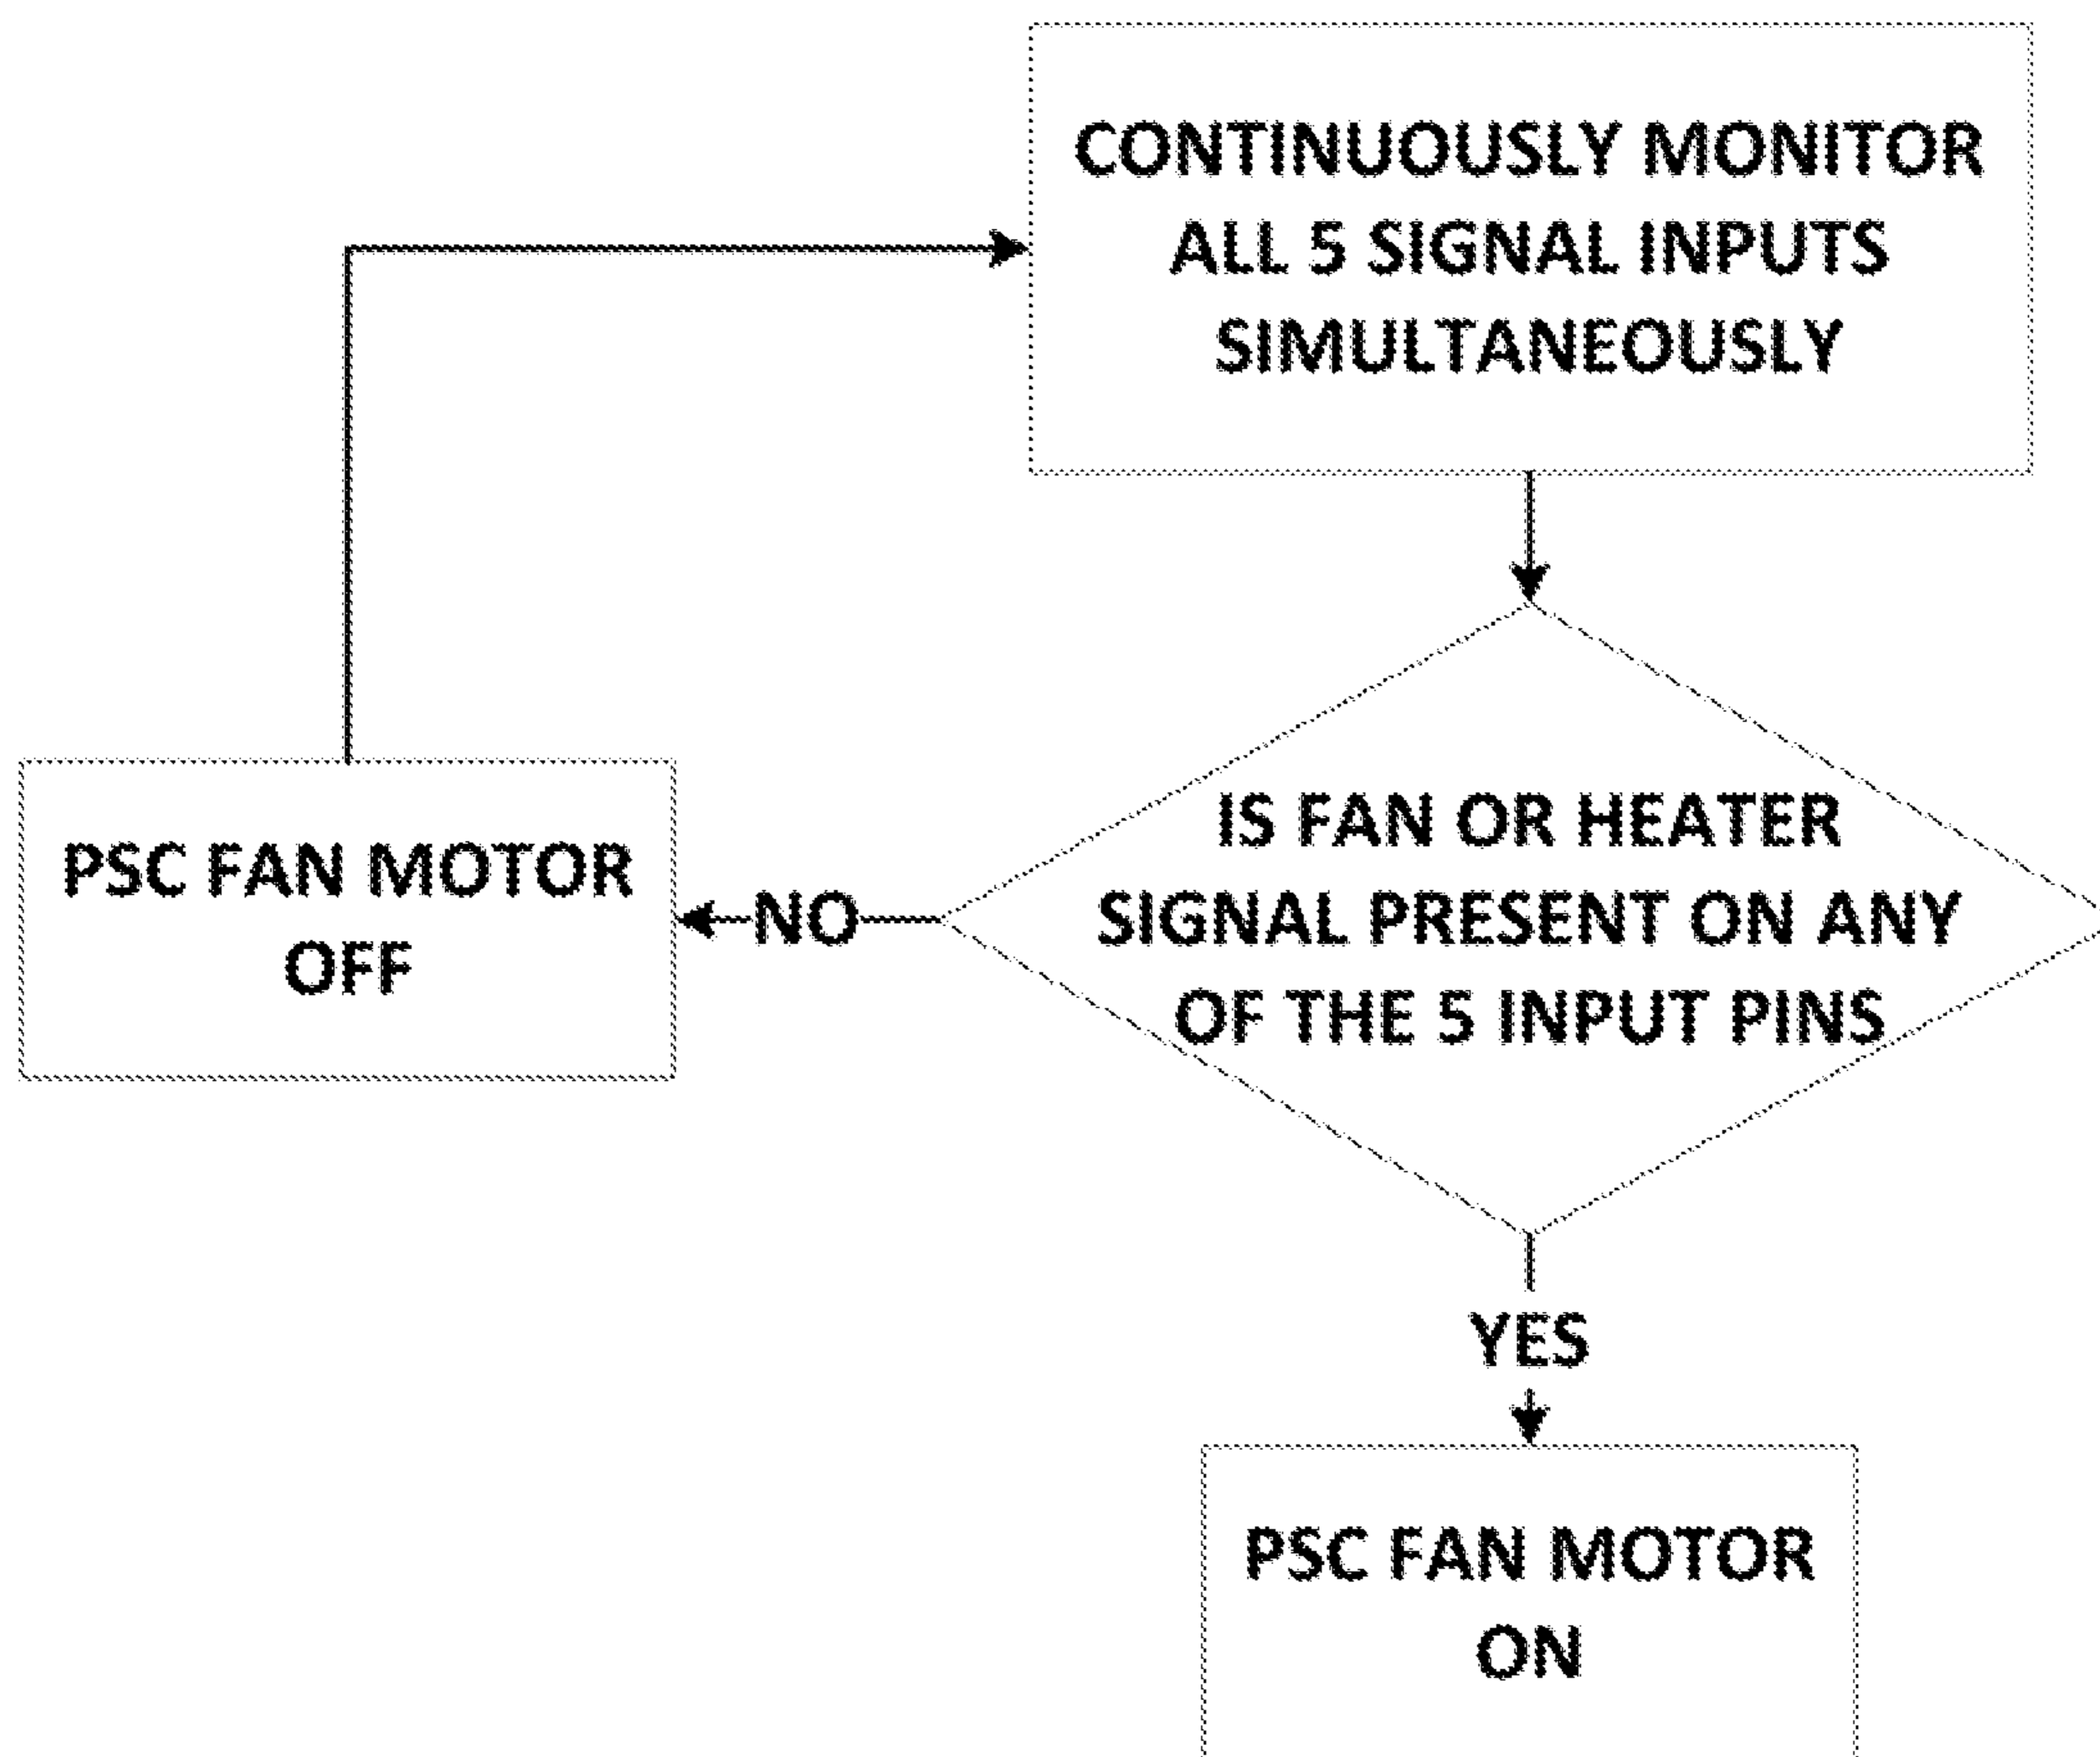 CONTINUOUSLY MONITOR
ALL 5 SIGNAL INPUTS
SIMULTANEOUSLY
IS FAN OR HEATER
SIGNAL PRESENT ON ANY
OF THE 5 INPUT PINS
NO
PSC FAN MOTOR
OFF
YES
PSC FAN MOTOR
ON